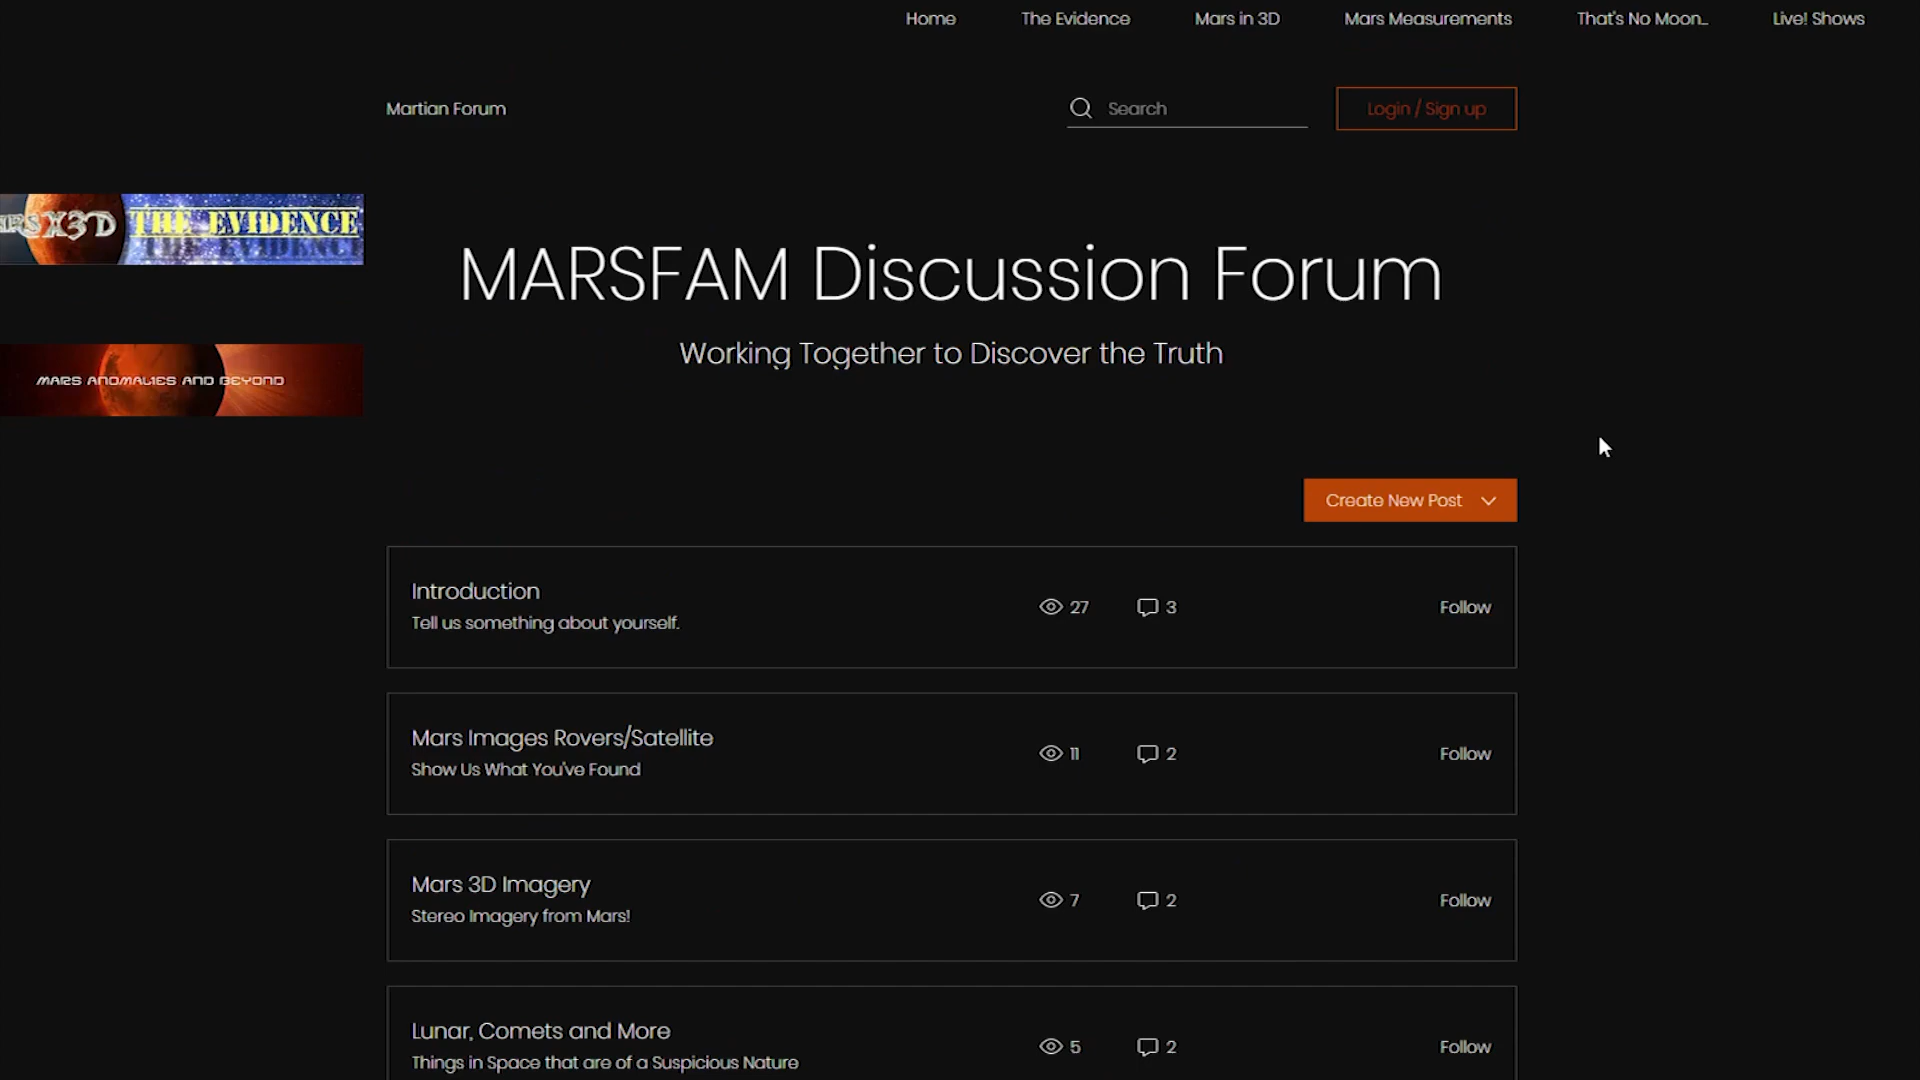 Home The Evidence Mars in 3D Mars Measurements That's No Moon... Live! Shows
Martian Forum Search Login / Sign up
X3D THE EVIDENCE
MARSFAM Discussion Forum
Working Together to Discover the Truth
MARS ANOMALIES AND BEYOND
Create New Post
Introduction
Tell us something about yourself.
27 3 Follow
Mars Images Rovers/Satellite
Show Us What You've Found
11 2 Follow
Mars 3D Imagery
Stereo Imagery from Mars!
7 2 Follow
Lunar, Comets and More
Things in Space that are of a Suspicious Nature
5 2 Follow